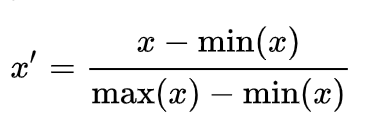 x′ = (x − min(x)) / (max(x) − min(x))